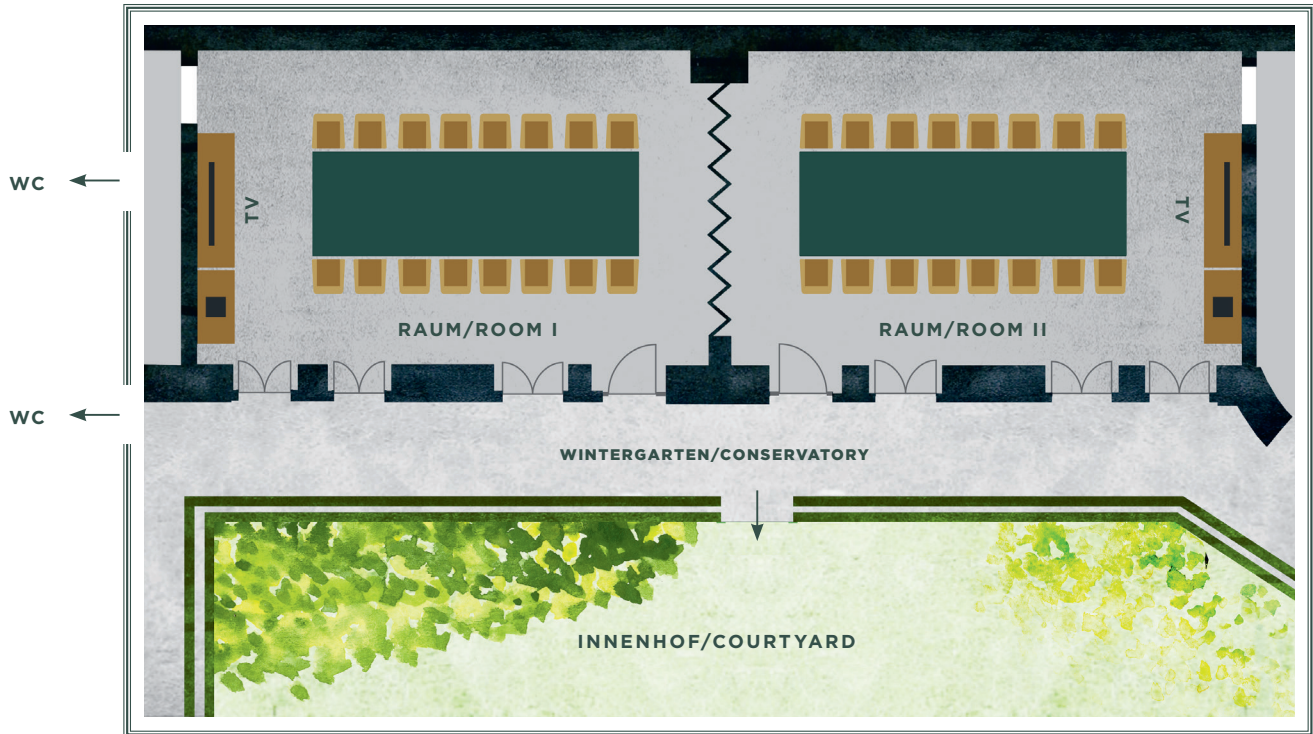 WC
TV
TV
RAUM/ROOM I
RAUM/ROOM II
WC
WINTERGARTEN/CONSERVATORY
INNENHOF/COURTYARD